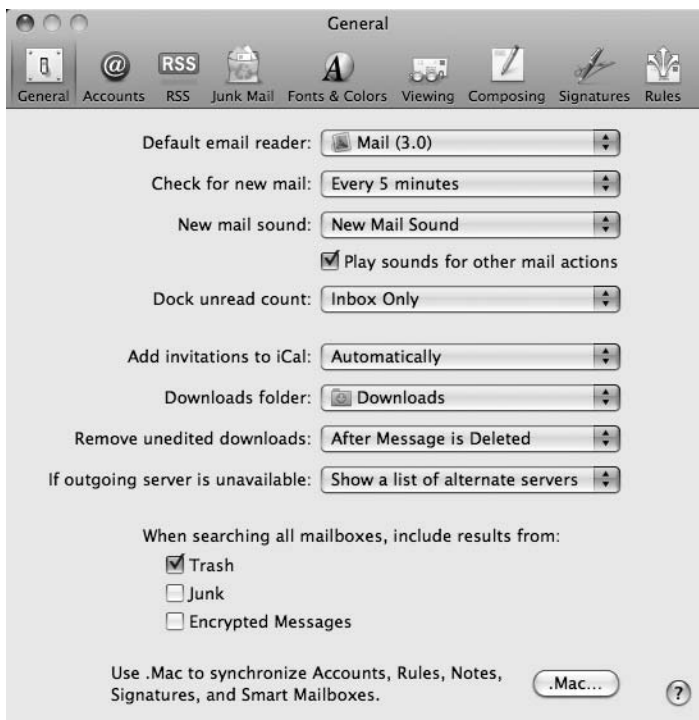 General
@
RSS
General Accounts RSS Junk Mail Fonts & Colors Viewing Composing Signatures Rules
Default email reader: Mail (3.0)
Check for new mail: Every 5 minutes
New mail sound: New Mail Sound
Play sounds for other mail actions
Dock unread count: Inbox Only
Add invitations to iCal: Automatically
Downloads folder: Downloads
Remove unedited downloads: After Message is Deleted
If outgoing server is unavailable: Show a list of alternate servers
When searching all mailboxes, include results from:
Trash
Junk
Encrypted Messages
Use .Mac to synchronize Accounts, Rules, Notes,
Signatures, and Smart Mailboxes.
.Mac...
?